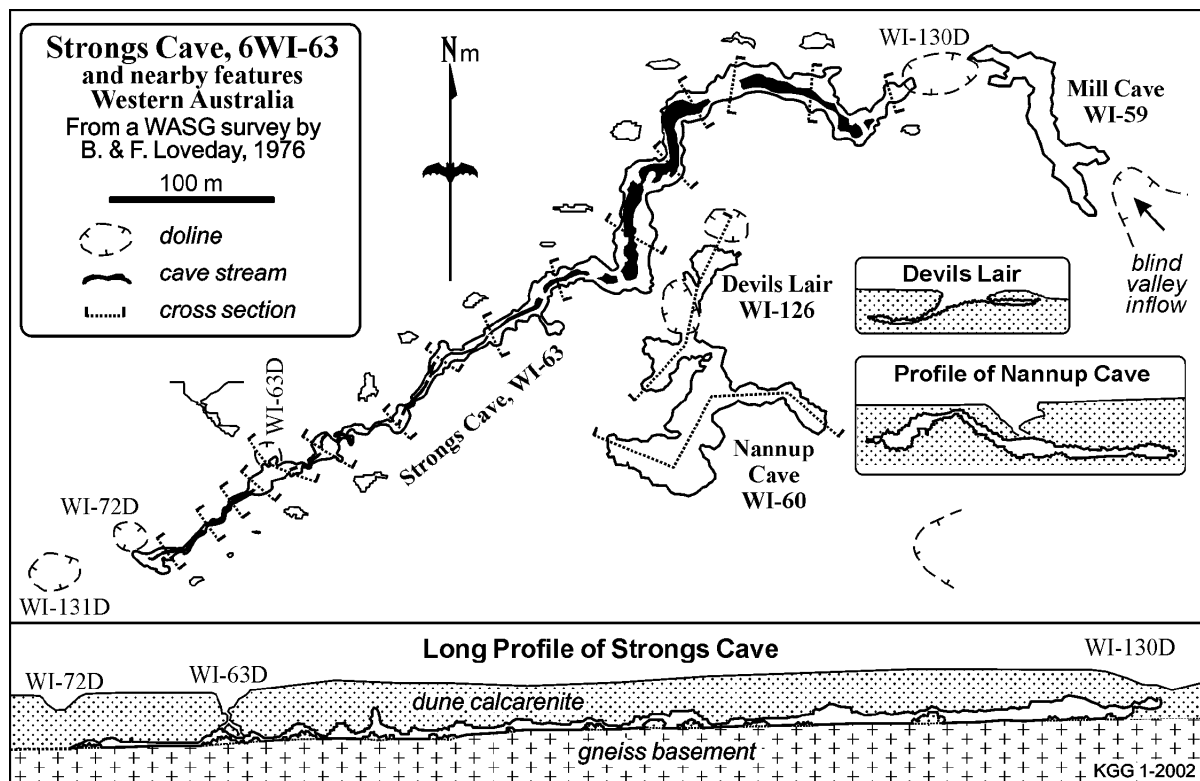 Strongs Cave, 6WI-63
and nearby features
Western Australia
From a WASG survey by
B. & F. Loveday, 1976
100 m
doline
cave stream
cross section
Nm
WI-130D
Mill Cave
WI-59
blind
valley
inflow
Devils Lair
WI-126
Devils Lair
Profile of Nannup Cave
Strongs Cave, WI-63
Nannup
Cave
WI-60
WI-63D
WI-72D
WI-131D
Long Profile of Strongs Cave
WI-72D
WI-63D
WI-130D
dune calcarenite
gneiss basement
KGG 1-2002